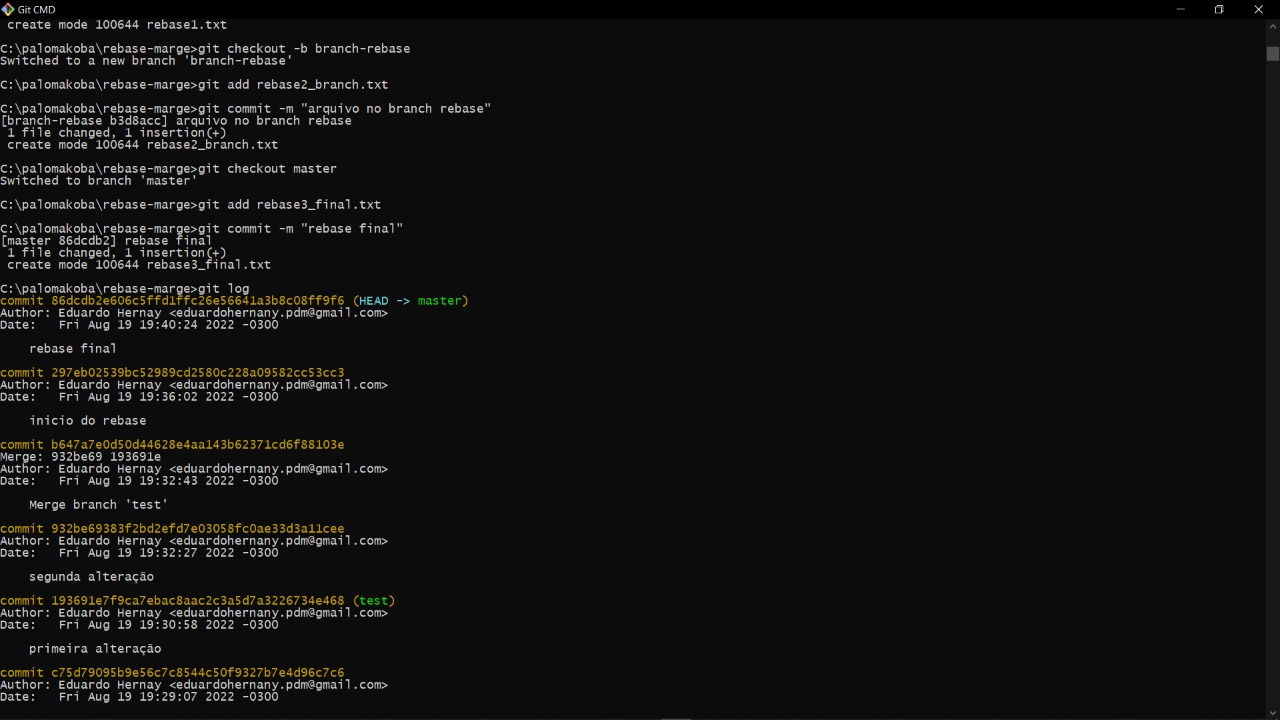 Git CMD
 create mode 100644 rebase1.txt
C:\palomakoba\rebase-marge>git checkout -b branch-rebase
Switched to a new branch 'branch-rebase'
C:\palomakoba\rebase-marge>git add rebase2_branch.txt
C:\palomakoba\rebase-marge>git commit -m "arquivo no branch rebase"
[branch-rebase b3d8acc] arquivo no branch rebase
 1 file changed, 1 insertion(+)
 create mode 100644 rebase2_branch.txt
C:\palomakoba\rebase-marge>git checkout master
Switched to branch 'master'
C:\palomakoba\rebase-marge>git add rebase3_final.txt
C:\palomakoba\rebase-marge>git commit -m "rebase final"
[master 86dcdb2] rebase final
 1 file changed, 1 insertion(+)
 create mode 100644 rebase3_final.txt
C:\palomakoba\rebase-marge>git log
commit 86dcdb2e606c5ffd1ffc26e56641a3b8c08ff9f6 (HEAD -> master)
Author: Eduardo Hernay <eduardohernany.pdm@gmail.com>
Date:   Fri Aug 19 19:40:24 2022 -0300
    rebase final
commit 297eb02539bc52989cd2580c228a09582cc53cc3
Author: Eduardo Hernay <eduardohernany.pdm@gmail.com>
Date:   Fri Aug 19 19:36:02 2022 -0300
    inicio do rebase
commit b647a7e0d50d44628e4aa143b62371cd6f88103e
Merge: 932be69 193691e
Author: Eduardo Hernay <eduardohernany.pdm@gmail.com>
Date:   Fri Aug 19 19:32:43 2022 -0300
    Merge branch 'test'
commit 932be69383f2bd2efd7e03058fc0ae33d3a11cee
Author: Eduardo Hernay <eduardohernany.pdm@gmail.com>
Date:   Fri Aug 19 19:32:27 2022 -0300
    segunda alteração
commit 193691e7f9ca7ebac8aac2c3a5d7a3226734e468 (test)
Author: Eduardo Hernay <eduardohernany.pdm@gmail.com>
Date:   Fri Aug 19 19:30:58 2022 -0300
    primeira alteração
commit c75d79095b9e56c7c8544c50f9327b7e4d96c7c6
Author: Eduardo Hernay <eduardohernany.pdm@gmail.com>
Date:   Fri Aug 19 19:29:07 2022 -0300